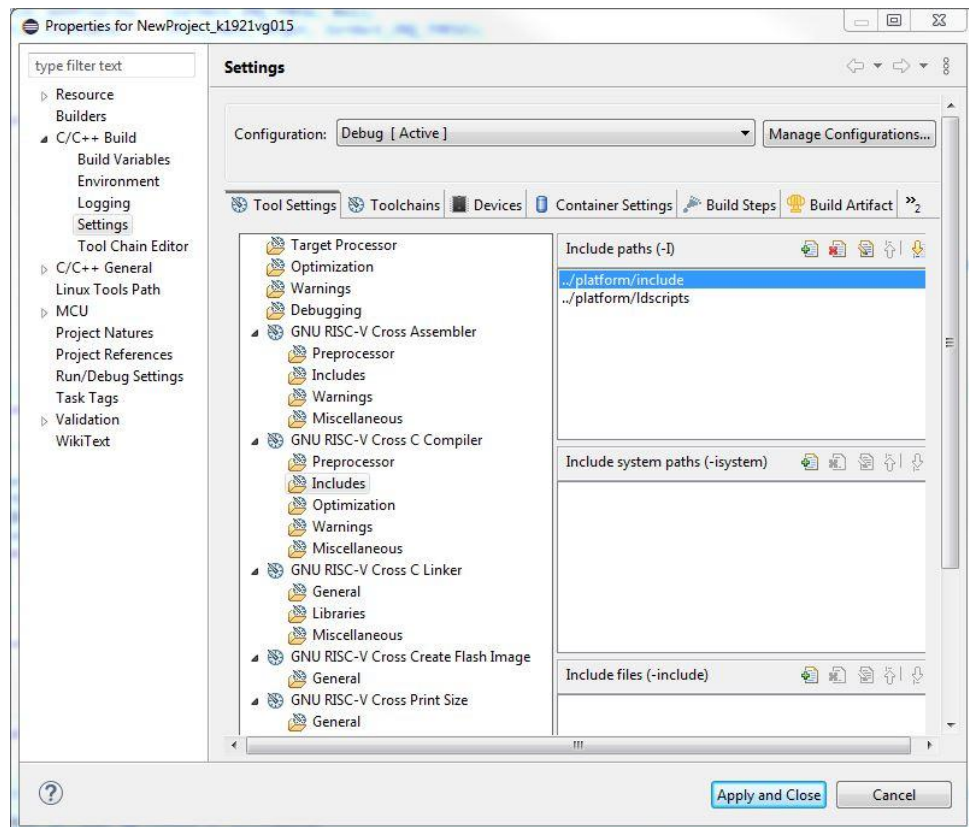 Properties for NewProject_k1921vg015
type filter text
Resource
Builders
C/C++ Build
Build Variables
Environment
Logging
Settings
Tool Chain Editor
C/C++ General
Linux Tools Path
MCU
Project Natures
Project References
Run/Debug Settings
Task Tags
Validation
WikiText
Settings
Configuration: Debug [ Active ] Manage Configurations...
Tool Settings Toolchains Devices Container Settings Build Steps Build Artifact »2
Target Processor
Optimization
Warnings
Debugging
GNU RISC-V Cross Assembler
Preprocessor
Includes
Warnings
Miscellaneous
GNU RISC-V Cross C Compiler
Preprocessor
Includes
Optimization
Warnings
Miscellaneous
GNU RISC-V Cross C Linker
General
Libraries
Miscellaneous
GNU RISC-V Cross Create Flash Image
General
GNU RISC-V Cross Print Size
General
Include paths (-I)
../platform/include
../platform/ldscripts
Include system paths (-isystem)
Include files (-include)
Apply and Close Cancel